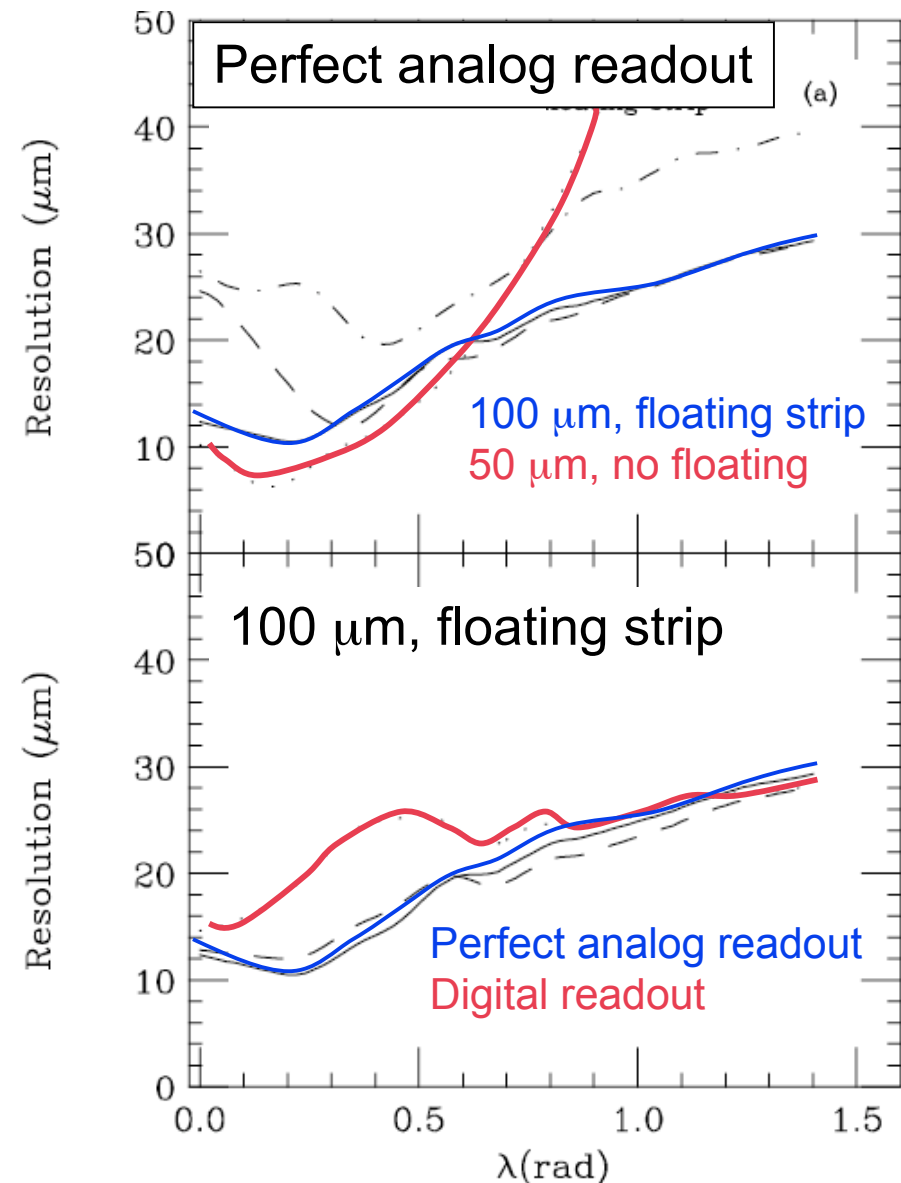 50
Perfect analog readout
(a)
40
30
20
10
Resolution (μm)
100 μm, floating strip
50 μm, no floating
50
100 μm, floating strip
40
30
20
10
0
Resolution (μm)
Perfect analog readout
Digital readout
0.0 0.5 1.0 1.5
λ(rad)